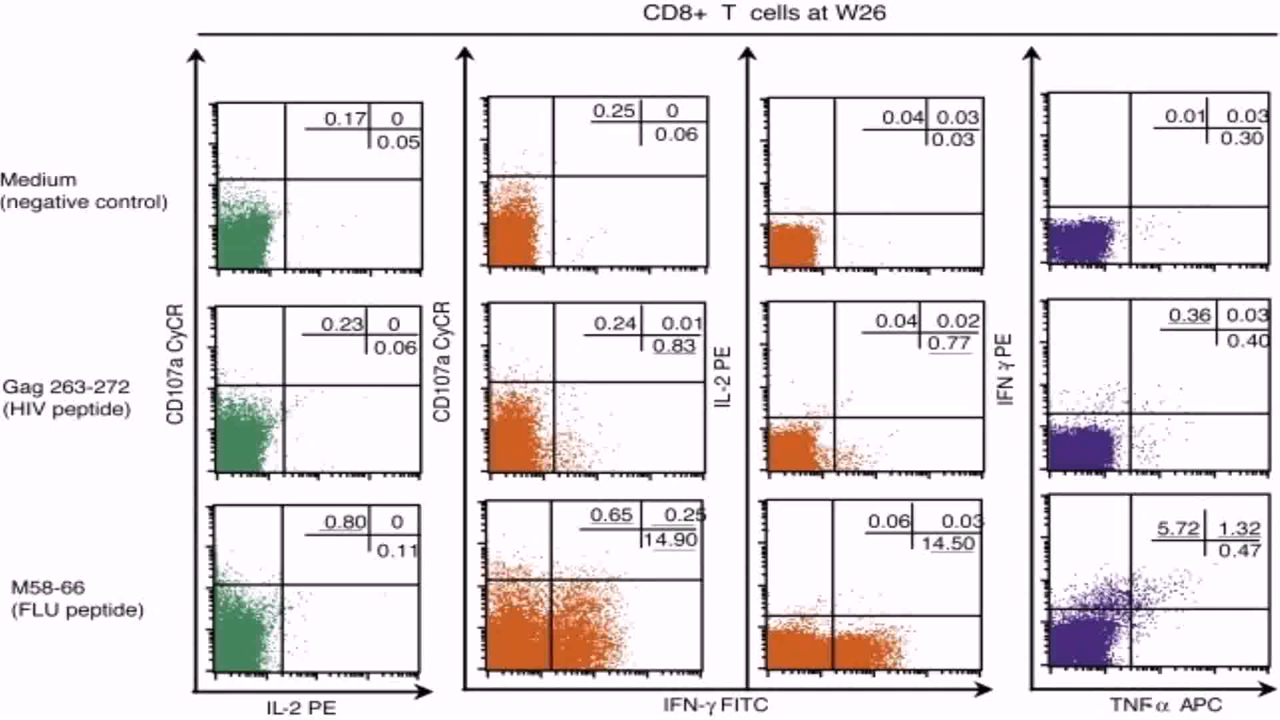 CD8+ T cells at W26
Medium
(negative control)
0.17 0
0.05
0.25 0
0.06
0.04 0.03
0.03
0.01 0.03
0.30
CD107a CyCR
CD107a CyCR
IL-2 PE
IFN γ PE
Gag 263-272
(HIV peptide)
0.23 0
0.06
0.24 0.01
0.83
0.04 0.02
0.77
0.36 0.03
0.40
M58-66
(FLU peptide)
0.80 0
0.11
0.65 0.25
14.90
0.06 0.03
14.50
5.72 1.32
0.47
IL-2 PE
IFN-γ FITC
TNF α APC